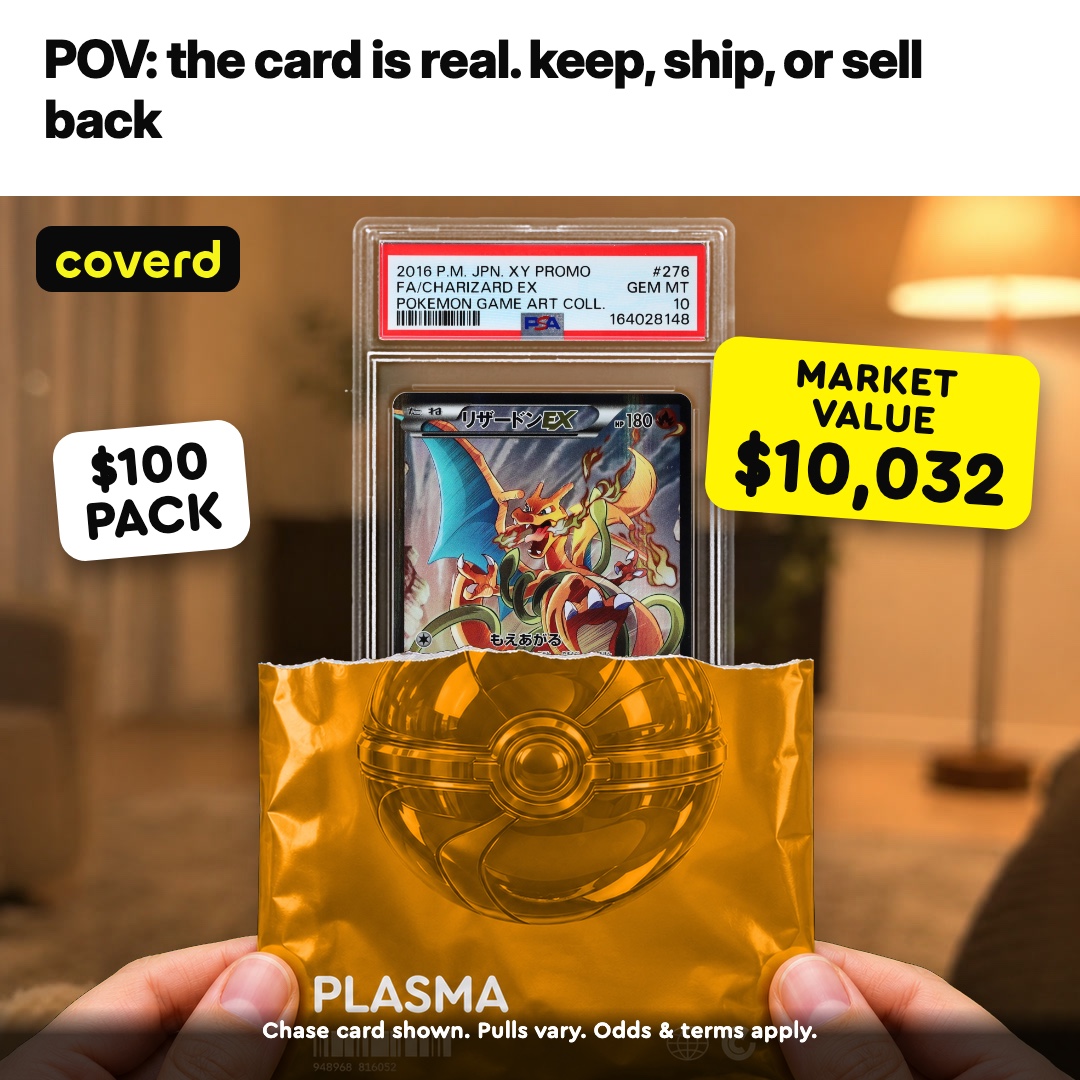 POV: the card is real. keep, ship, or sell
back
coverd
2016 P.M. JPN. XY PROMO #276
FA/CHARIZARD EX GEM MT
POKEMON GAME ART COLL. 10
PSA 164028148
MARKET
VALUE
$10,032
$100
PACK
たね リザードンEX HP180
もえあがる
PLASMA
Chase card shown. Pulls vary. Odds & terms apply.
948968 816052